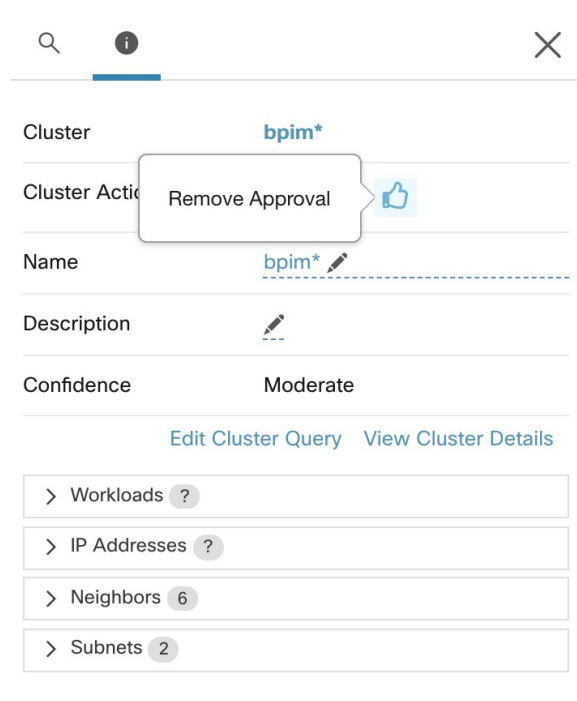 Cluster bpim*
Cluster Actio
Remove Approval
Name bpim*
Description
Confidence Moderate
Edit Cluster Query View Cluster Details
Workloads ?
IP Addresses ?
Neighbors 6
Subnets 2